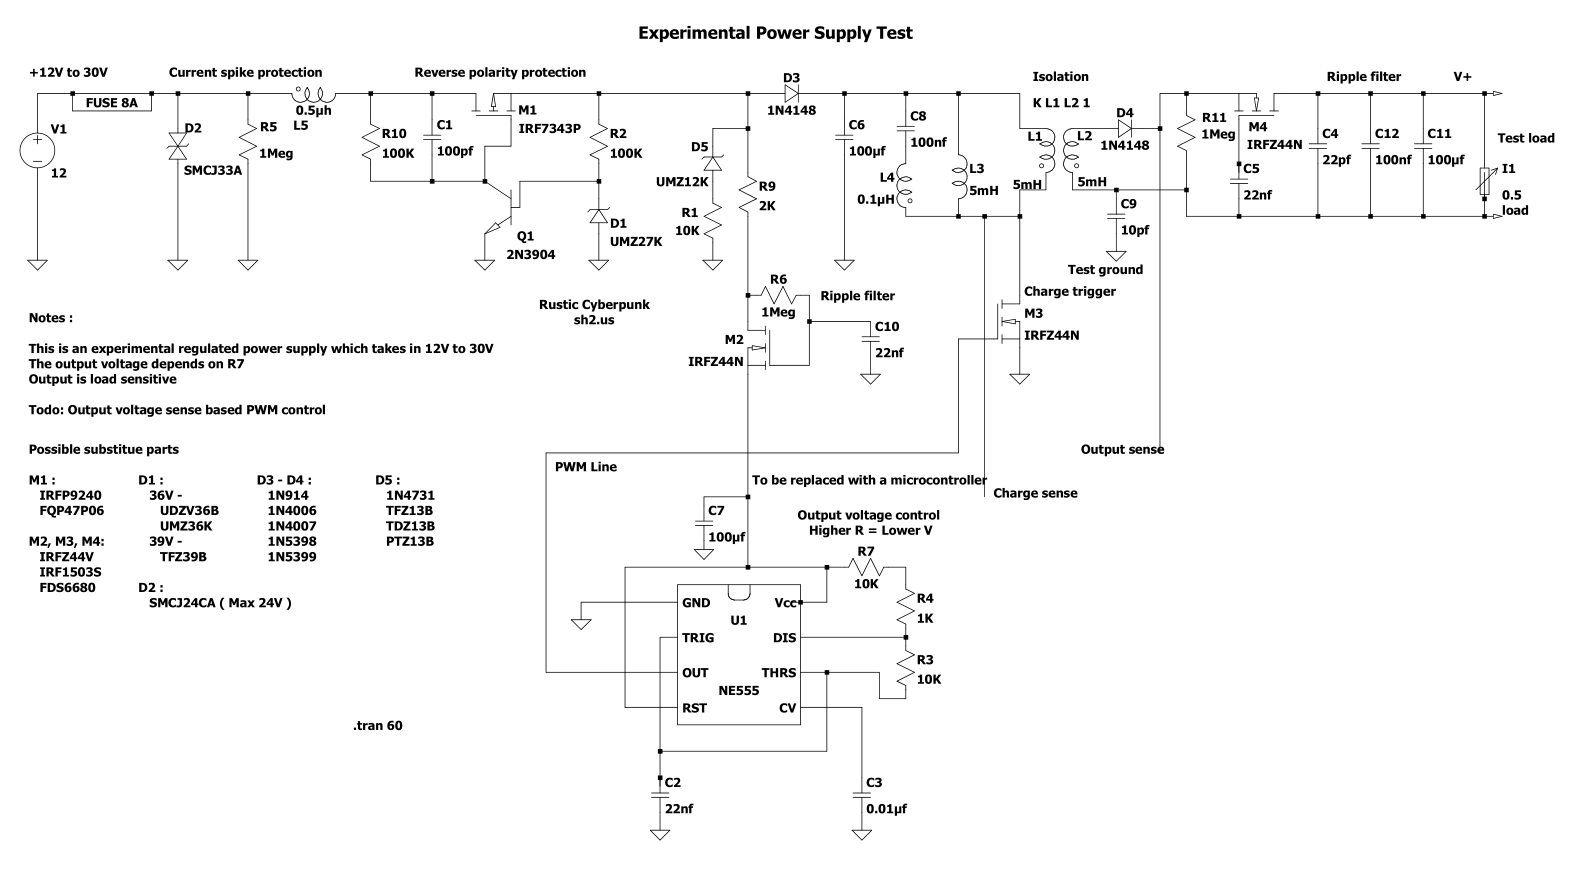 Experimental Power Supply Test
+12V to 30V
Current spike protection
Reverse polarity protection
Isolation
Ripple filter
V+
FUSE 8A
V1
12
D2
SMCJ33A
R5
1Meg
0.5µh
L5
R10
100K
C1
100pf
M1
IRF7343P
R2
100K
Q1
2N3904
D1
UMZ27K
D3
1N4148
D5
UMZ12K
R1
10K
R9
2K
C6
100µf
C8
100nf
L4
0.1µH
L3
5mH
K L1 L2 1
L1
5mH
L2
5mH
D4
1N4148
C9
10pf
Test ground
R11
1Meg
M4
IRFZ44N
C5
22nf
C4
22pf
C12
100nf
C11
100µf
Test load
I1
0.5
load
R6
1Meg
Ripple filter
C10
22nf
M2
IRFZ44N
Charge trigger
M3
IRFZ44N
Rustic Cyberpunk
sh2.us
Notes :
This is an experimental regulated power supply which takes in 12V to 30V
The output voltage depends on R7
Output is load sensitive
Todo: Output voltage sense based PWM control
Possible substitue parts
M1 :
IRFP9240
FQP47P06
M2, M3, M4:
IRFZ44V
IRF1503S
FDS6680
D1 :
36V -
UDZV36B
UMZ36K
39V -
TFZ39B
D2 :
SMCJ24CA ( Max 24V )
D3 - D4 :
1N914
1N4006
1N4007
1N5398
1N5399
D5 :
1N4731
TFZ13B
TDZ13B
PTZ13B
PWM Line
Output sense
To be replaced with a microcontroller
Charge sense
C7
100µf
Output voltage control
Higher R = Lower V
R7
10K
R4
1K
R3
10K
GND
Vcc
U1
TRIG
DIS
OUT
THRS
NE555
RST
CV
.tran 60
C2
22nf
C3
0.01µf